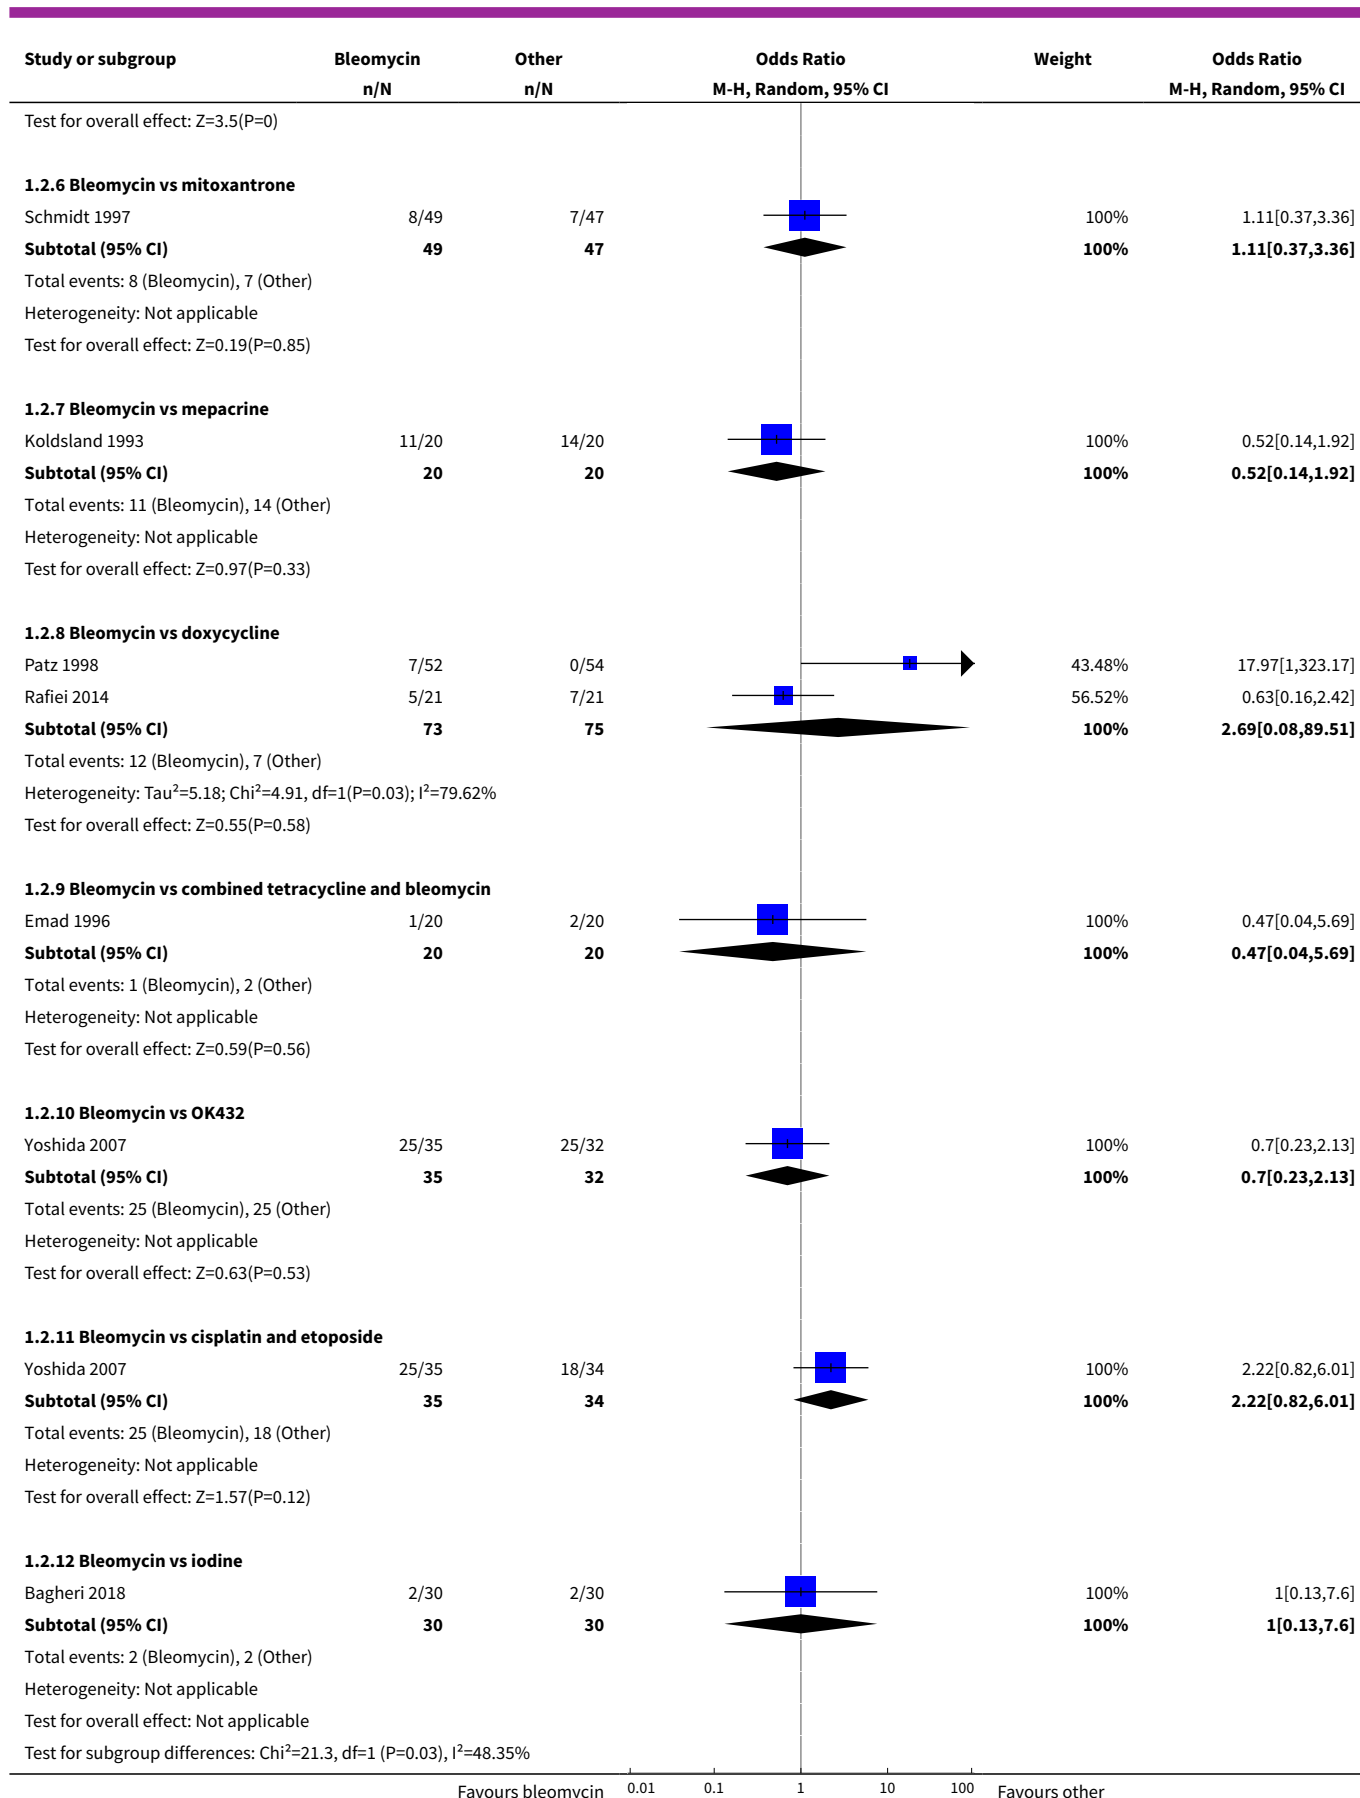 Study or subgroup Bleomycin Other Odds Ratio Weight Odds Ratio
n/N n/N M-H, Random, 95% CI M-H, Random, 95% CI
Test for overall effect: Z=3.5(P=0)
1.2.6 Bleomycin vs mitoxantrone
Schmidt 1997 8/49 7/47 100% 1.11[0.37,3.36]
Subtotal (95% CI) 49 47 100% 1.11[0.37,3.36]
Total events: 8 (Bleomycin), 7 (Other)
Heterogeneity: Not applicable
Test for overall effect: Z=0.19(P=0.85)
1.2.7 Bleomycin vs mepacrine
Koldsland 1993 11/20 14/20 100% 0.52[0.14,1.92]
Subtotal (95% CI) 20 20 100% 0.52[0.14,1.92]
Total events: 11 (Bleomycin), 14 (Other)
Heterogeneity: Not applicable
Test for overall effect: Z=0.97(P=0.33)
1.2.8 Bleomycin vs doxycycline
Patz 1998 7/52 0/54 43.48% 17.97[1,323.17]
Rafiei 2014 5/21 7/21 56.52% 0.63[0.16,2.42]
Subtotal (95% CI) 73 75 100% 2.69[0.08,89.51]
Total events: 12 (Bleomycin), 7 (Other)
Heterogeneity: Tau²=5.18; Chi²=4.91, df=1(P=0.03); I²=79.62%
Test for overall effect: Z=0.55(P=0.58)
1.2.9 Bleomycin vs combined tetracycline and bleomycin
Emad 1996 1/20 2/20 100% 0.47[0.04,5.69]
Subtotal (95% CI) 20 20 100% 0.47[0.04,5.69]
Total events: 1 (Bleomycin), 2 (Other)
Heterogeneity: Not applicable
Test for overall effect: Z=0.59(P=0.56)
1.2.10 Bleomycin vs OK432
Yoshida 2007 25/35 25/32 100% 0.7[0.23,2.13]
Subtotal (95% CI) 35 32 100% 0.7[0.23,2.13]
Total events: 25 (Bleomycin), 25 (Other)
Heterogeneity: Not applicable
Test for overall effect: Z=0.63(P=0.53)
1.2.11 Bleomycin vs cisplatin and etoposide
Yoshida 2007 25/35 18/34 100% 2.22[0.82,6.01]
Subtotal (95% CI) 35 34 100% 2.22[0.82,6.01]
Total events: 25 (Bleomycin), 18 (Other)
Heterogeneity: Not applicable
Test for overall effect: Z=1.57(P=0.12)
1.2.12 Bleomycin vs iodine
Bagheri 2018 2/30 2/30 100% 1[0.13,7.6]
Subtotal (95% CI) 30 30 100% 1[0.13,7.6]
Total events: 2 (Bleomycin), 2 (Other)
Heterogeneity: Not applicable
Test for overall effect: Not applicable
Test for subgroup differences: Chi²=21.3, df=1 (P=0.03), I²=48.35%
Favours bleomycin 0.01 0.1 1 10 100 Favours other